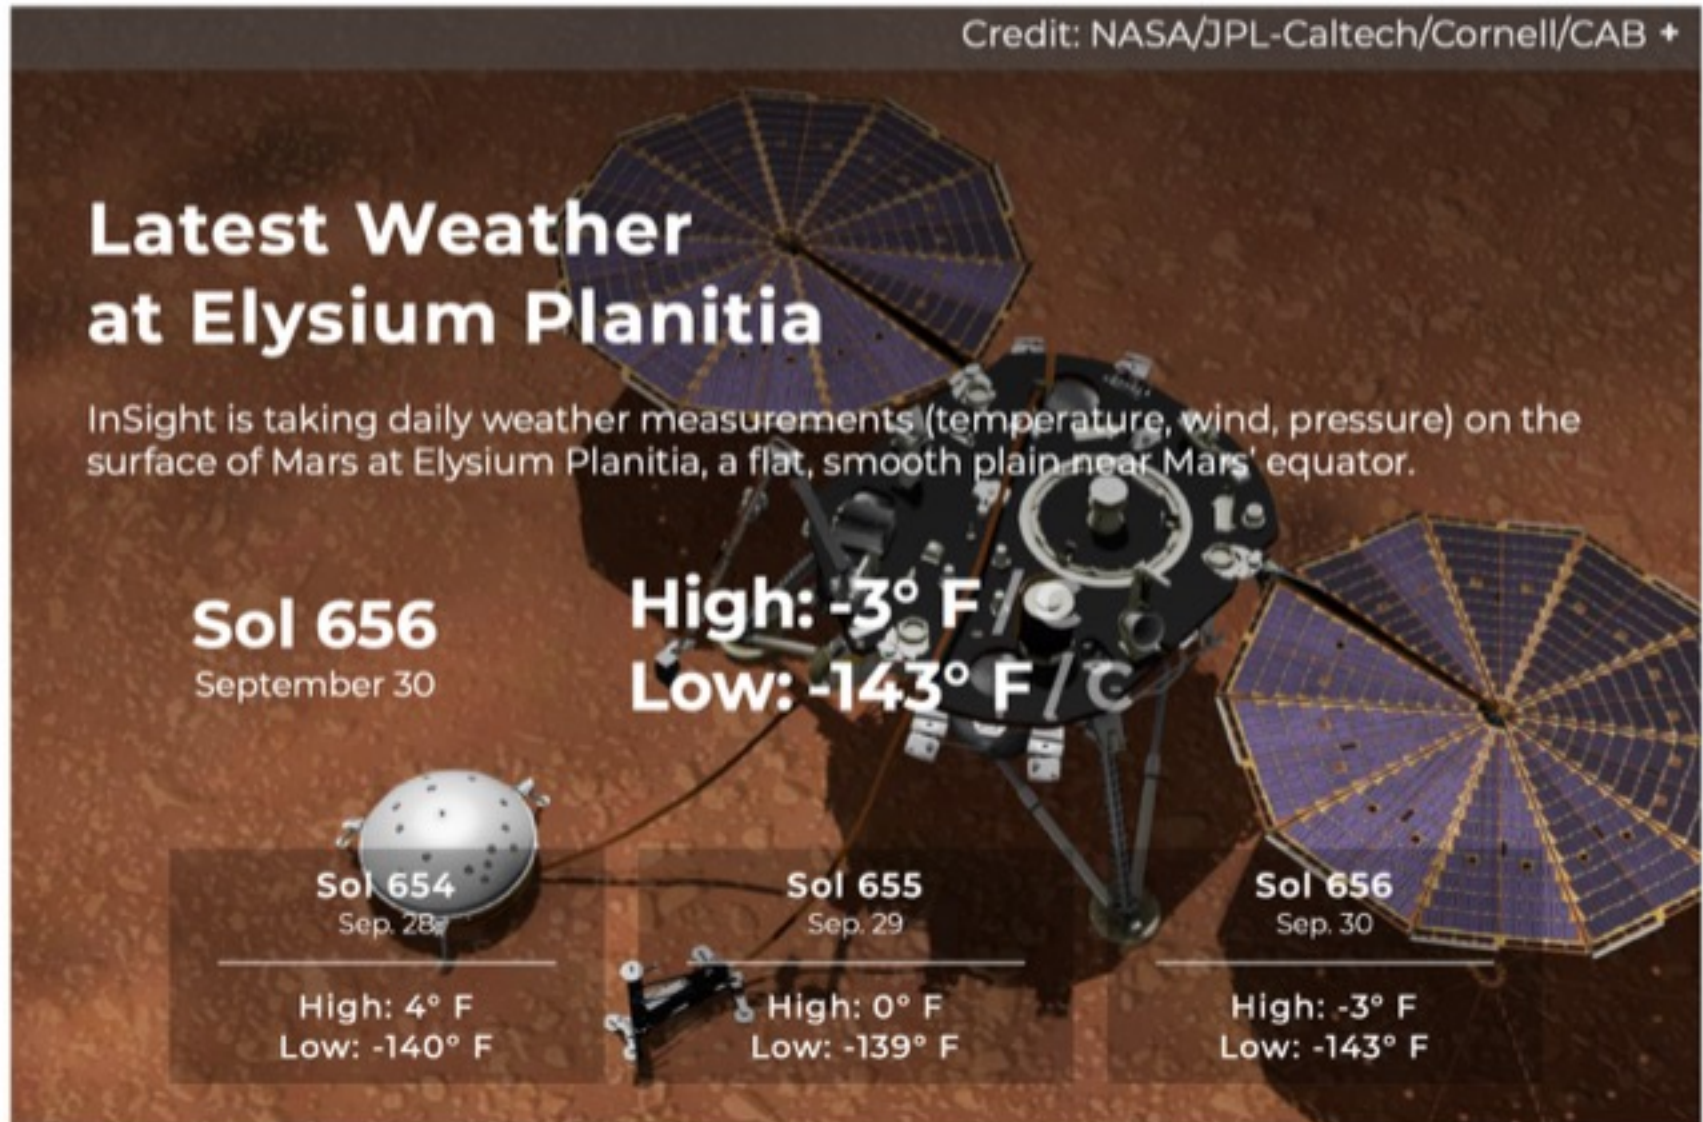 Credit: NASA/JPL-Caltech/Cornell/CAB +
Latest Weather
at Elysium Planitia
InSight is taking daily weather measurements (temperature, wind, pressure) on the
surface of Mars at Elysium Planitia, a flat, smooth plain near Mars' equator.
Sol 656
September 30
High: -3° F / C
Low: -143° F / C
Sol 654
Sep. 28
High: 4° F
Low: -140° F
Sol 655
Sep. 29
High: 0° F
Low: -139° F
Sol 656
Sep. 30
High: -3° F
Low: -143° F